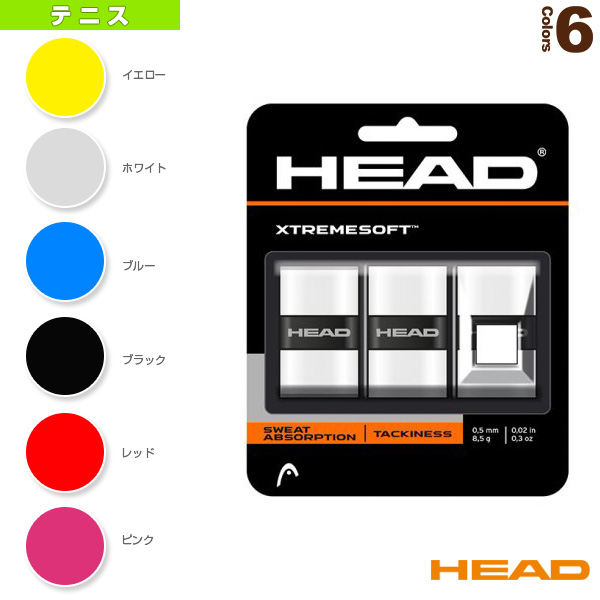 テニス
Colors 6
イエロー
ホワイト
ブルー
ブラック
レッド
ピンク
HEAD®
XTREMESOFT™
HEAD HEAD
SWEAT ABSORPTION
TACKINESS
0,5 mm 0,02 in
8,5 g 0,3 oz
HEAD